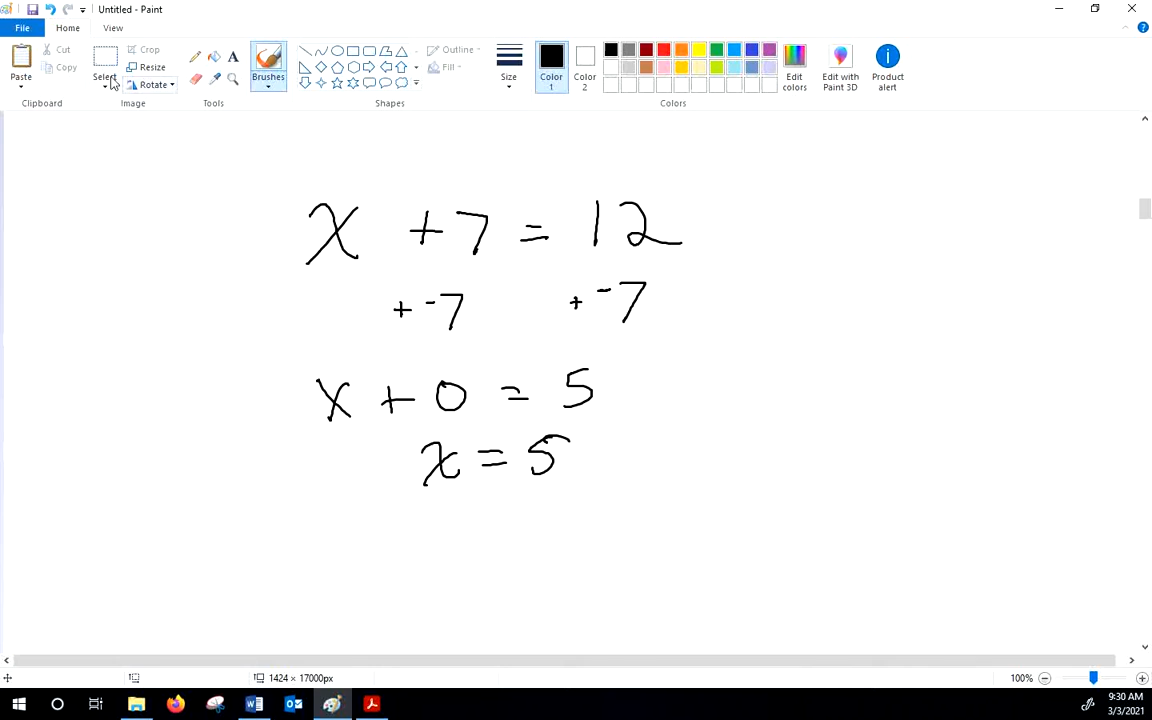 Untitled - Paint
File Home View
Paste
Cut
Copy
Clipboard
Select
Crop
Resize
Rotate
Image
Tools
Brushes
Shapes
Outline
Fill
Size
Color 1
Color 2
Colors
Edit colors
Edit with Paint 3D
Product alert
x + 7 = 12
+ -7 + -7
x + 0 = 5
x = 5
1424 × 17000px
100%
9:30 AM
3/3/2021